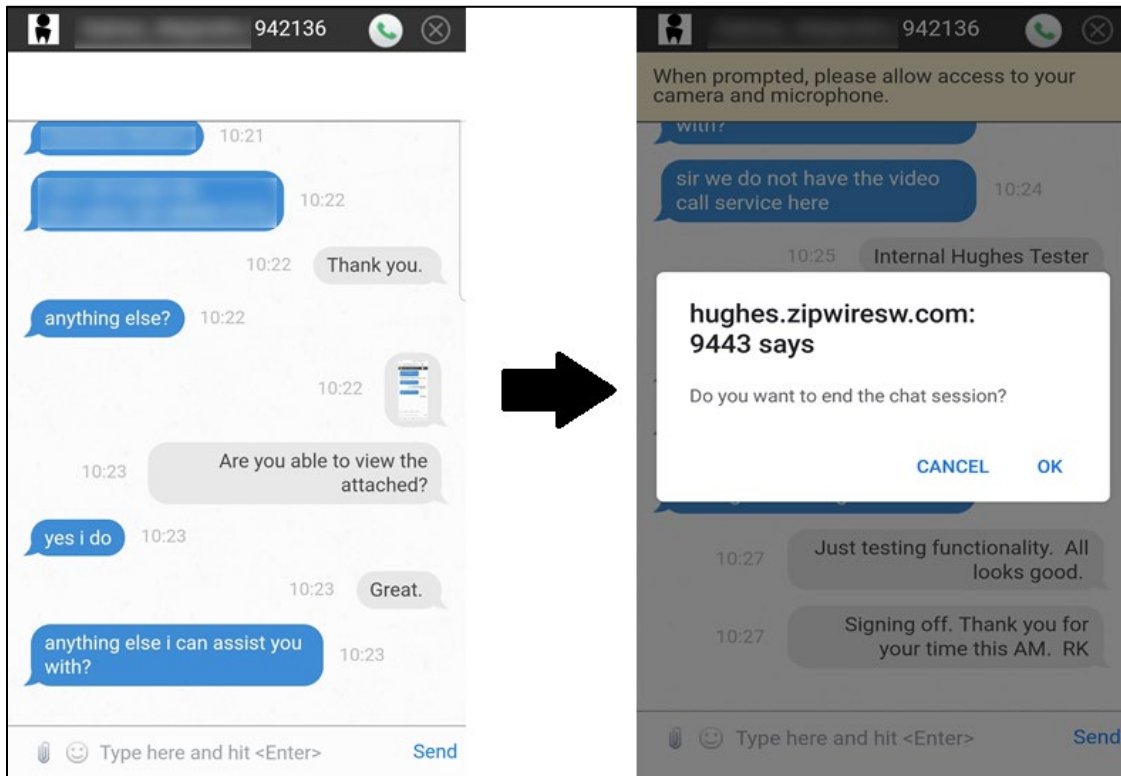 942136
10:21
10:22
10:22
Thank you.
anything else?
10:22
10:22
10:23
Are you able to view the
attached?
yes i do
10:23
10:23
Great.
anything else i can assist you
with?
10:23
Type here and hit <Enter>
Send
942136
When prompted, please allow access to your
camera and microphone.
with?
sir we do not have the video
call service here
10:24
10:25
Internal Hughes Tester
hughes.zipwiresw.com:
9443 says
Do you want to end the chat session?
CANCEL
OK
10:27
Just testing functionality. All
looks good.
10:27
Signing off. Thank you for
your time this AM. RK
Type here and hit <Enter>
Send